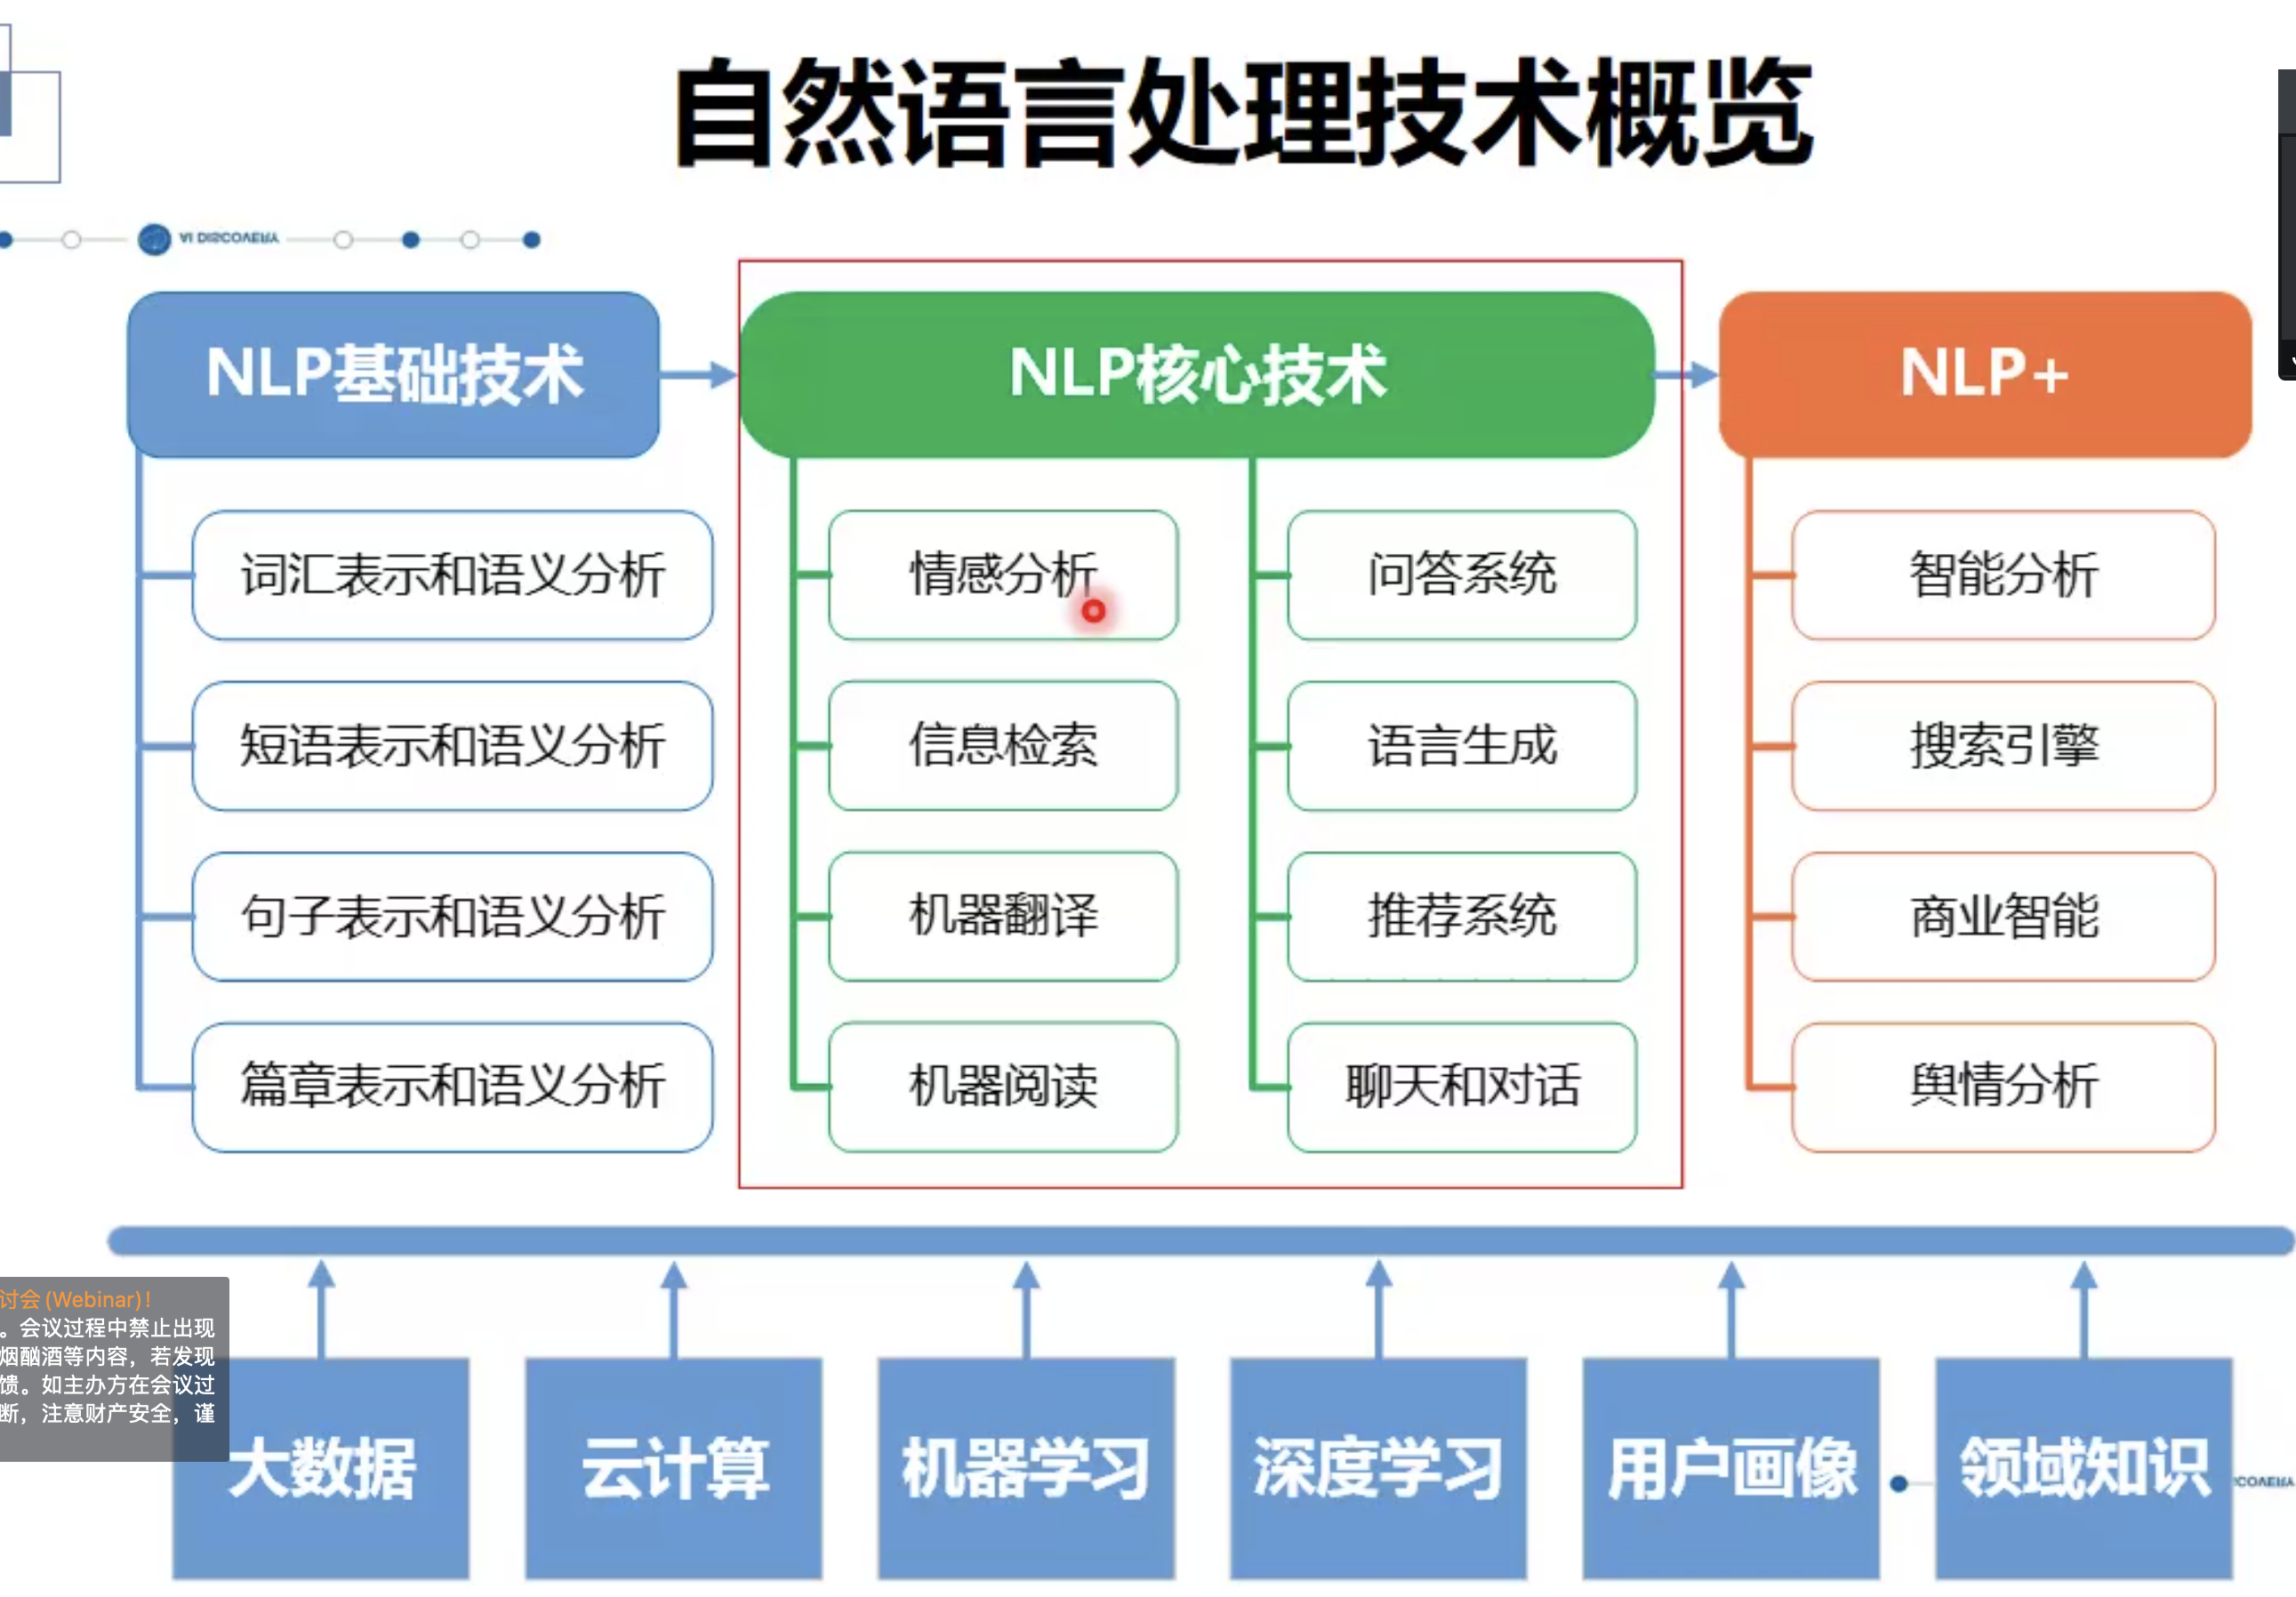 自然语言处理技术概览
AI DISCOVERY
NLP基础技术
词汇表示和语义分析
短语表示和语义分析
句子表示和语义分析
篇章表示和语义分析
NLP核心技术
情感分析
信息检索
机器翻译
机器阅读
问答系统
语言生成
推荐系统
聊天和对话
NLP+
智能分析
搜索引擎
商业智能
舆情分析
讨会 (Webinar)!
。会议过程中禁止出现
烟酗酒等内容，若发现
馈。如主办方在会议过
断，注意财产安全，谨
大数据
云计算
机器学习
深度学习
用户画像
领域知识